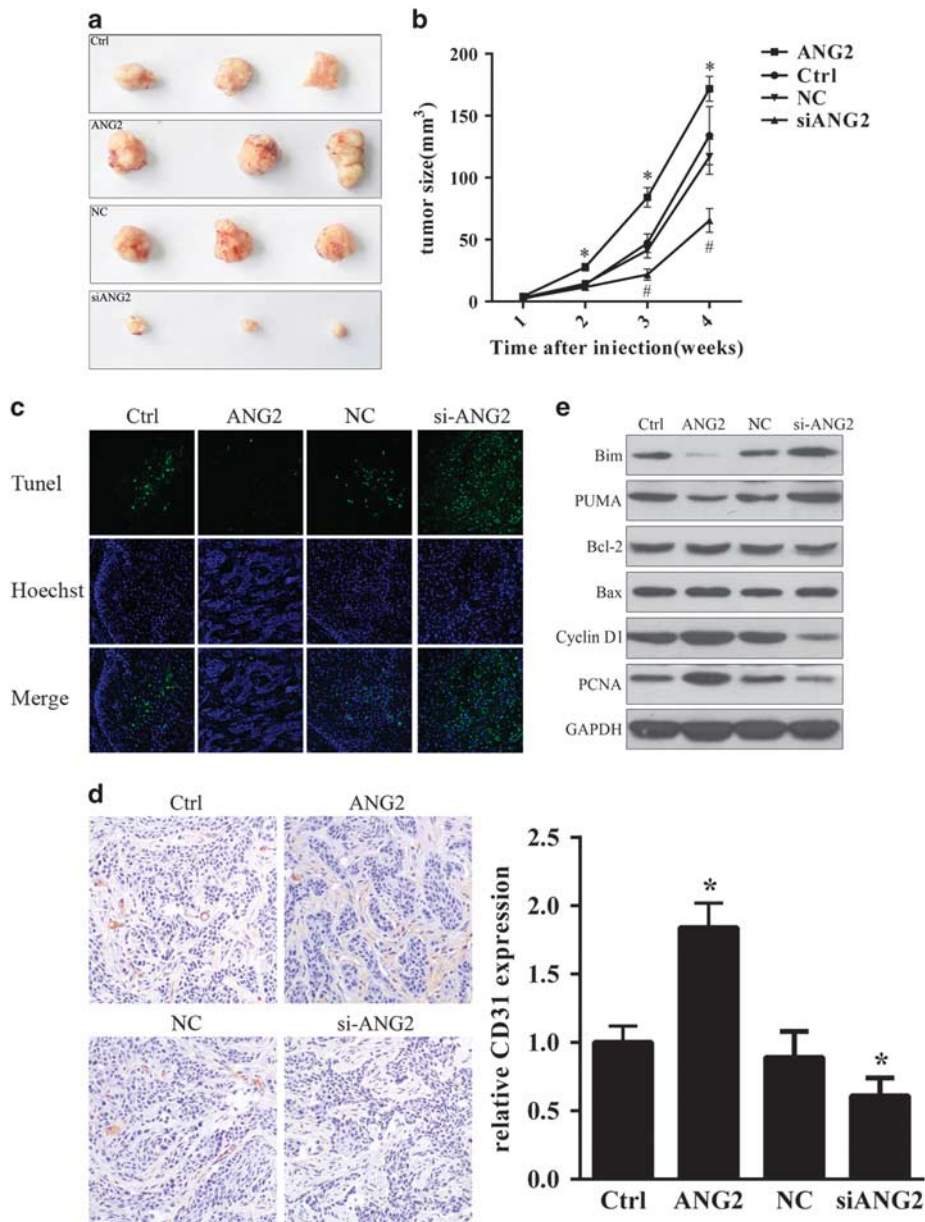 a
Ctrl
ANG2
NC
siANG2
b
tumor size(mm³)
200
150
100
50
0
* * *
# #
1 2 3 4
Time after injection(weeks)
ANG2
Ctrl
NC
siANG2
c
Ctrl ANG2 NC si-ANG2
Tunel
Hoechst
Merge
e
Ctrl ANG2 NC si-ANG2
Bim
PUMA
Bcl-2
Bax
Cyclin D1
PCNA
GAPDH
d
Ctrl ANG2
NC si-ANG2
relative CD31 expression
2.5
2.0
1.5
1.0
0.5
0.0
* *
Ctrl ANG2 NC siANG2